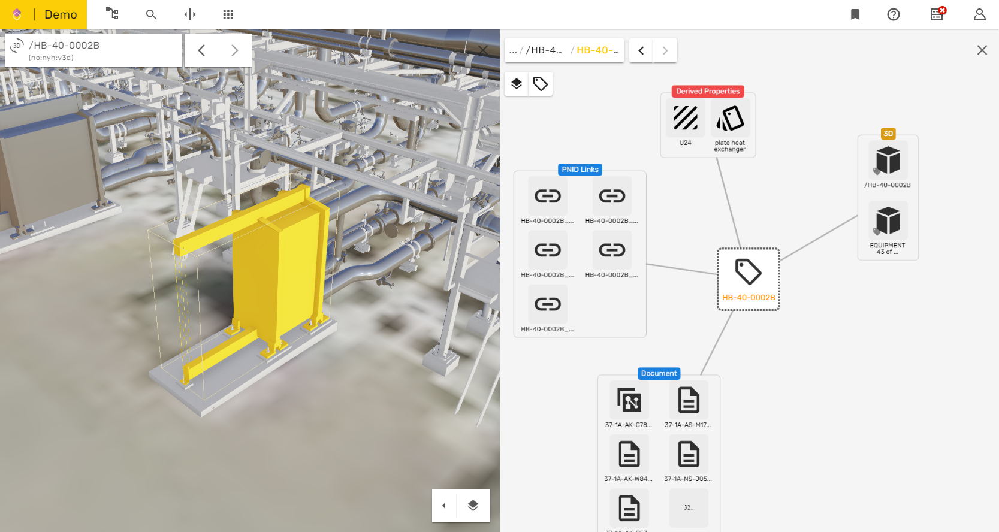 Demo
3D
/HB-40-0002B
(no:nyh:v3d)
... / /HB-4... / HB-40-...
Derived Properties
U24
plate heat
exchanger
3D
/HB-40-0002B
EQUIPMENT
43 of ...
PNID Links
HB-40-0002B_...
HB-40-0002B_...
HB-40-0002B_...
HB-40-0002B_...
HB-40-0002B_...
HB-40-0002B
Document
37-1A-AK-C78...
37-1A-AS-M17...
37-1A-AK-W84...
37-1A-NS-J05...
32..